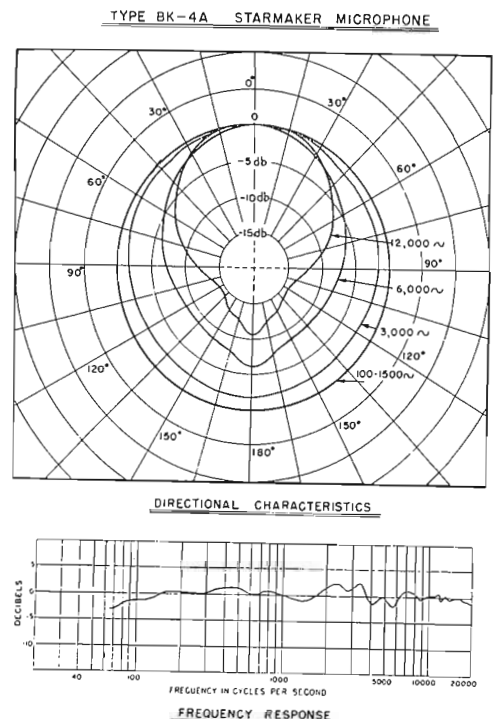 TYPE BK-4A STARMAKER MICROPHONE
0°
30° 30°
0
60° 60°
-5db
-10db
-15db
12,000~
90° 90°
6,000~
3,000~
120° 120°
100-1500~
150° 150°
180°
DIRECTIONAL CHARACTERISTICS
DECIBELS
5
0
-5
-10
40 100 1000 5000 10000 20000
FREQUENCY IN CYCLES PER SECOND
FREQUENCY RESPONSE